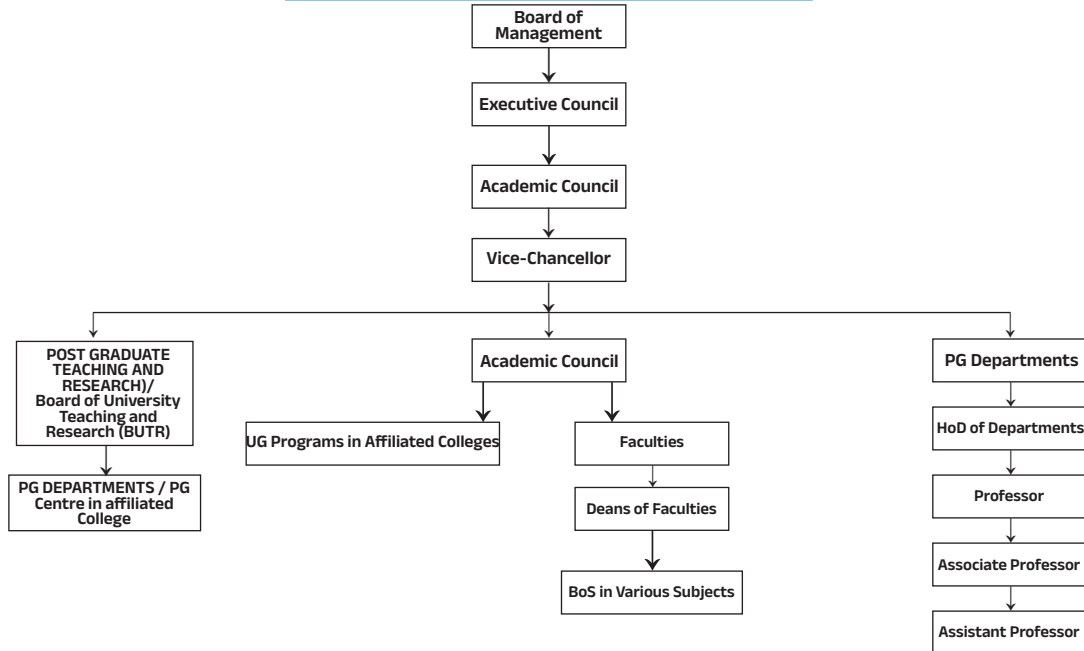 Board of
Management
Executive Council
Academic Council
Vice-Chancellor
POST GRADUATE
TEACHING AND
RESEARCH)/
Board of University
Teaching and
Research (BUTR)
PG DEPARTMENTS / PG
Centre in affiliated
College
Academic Council
UG Programs in Affiliated Colleges
Faculties
Deans of Faculties
BoS in Various Subjects
PG Departments
HoD of Departments
Professor
Associate Professor
Assistant Professor